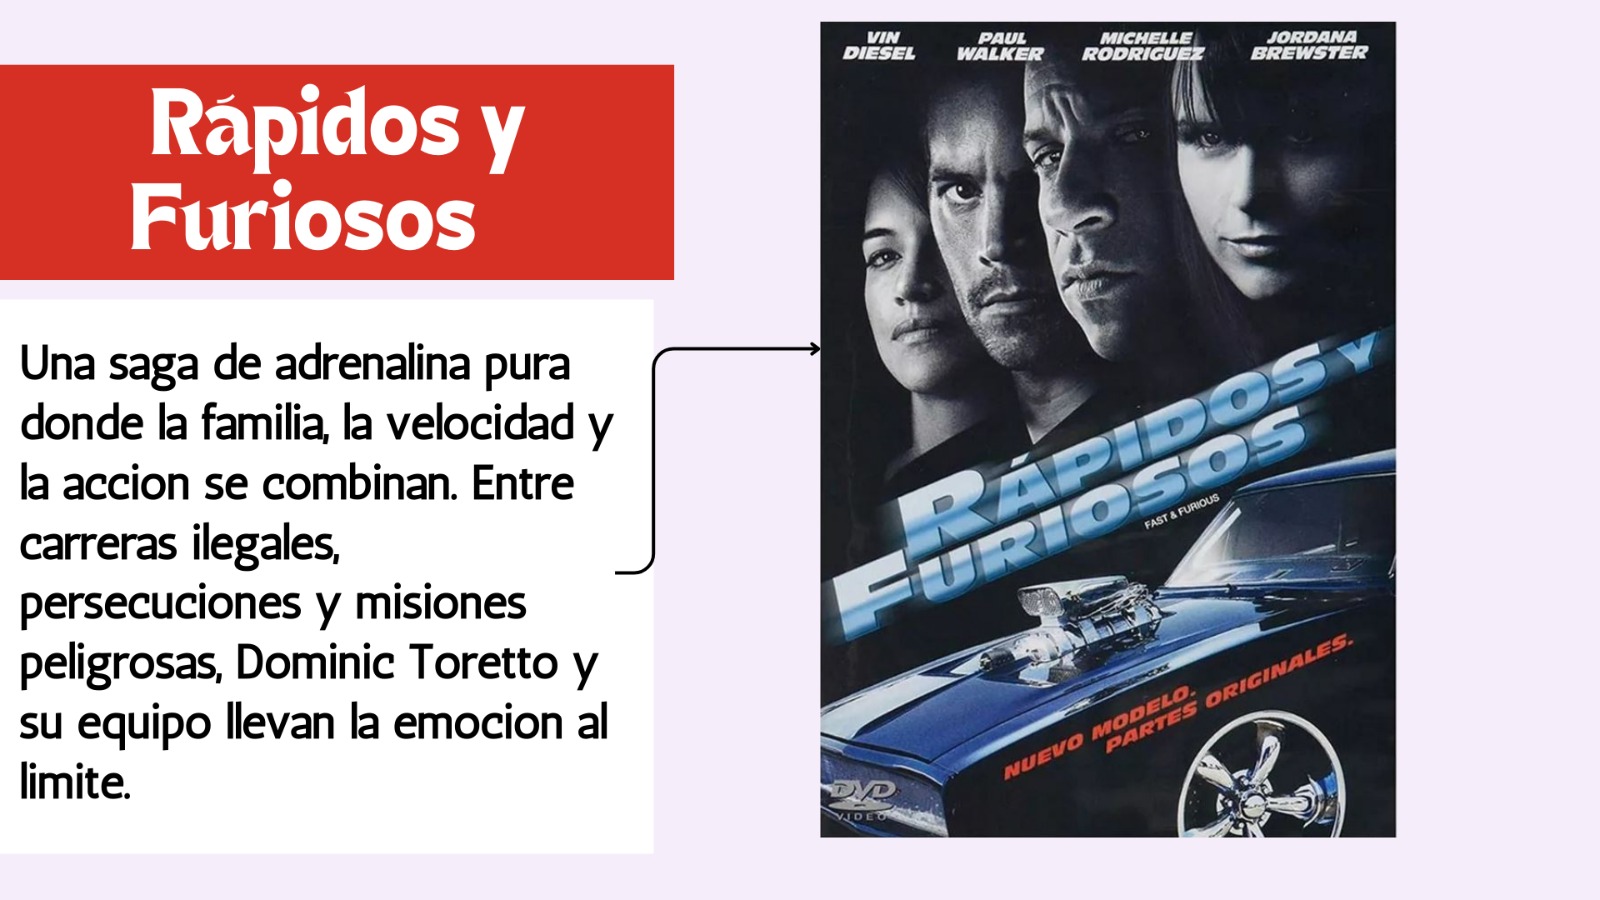 Rápidos y
Furiosos
Una saga de adrenalina pura
donde la familia, la velocidad y
la accion se combinan. Entre
carreras ilegales,
persecuciones y misiones
peligrosas, Dominic Toretto y
su equipo llevan la emocion al
limite.
VIN DIESEL
PAUL WALKER
MICHELLE RODRIGUEZ
JORDANA BREWSTER
RÁPIDOS Y
FURIOSOS
FAST & FURIOUS
NUEVO MODELO.
PARTES ORIGINALES.
DVD
VIDEO